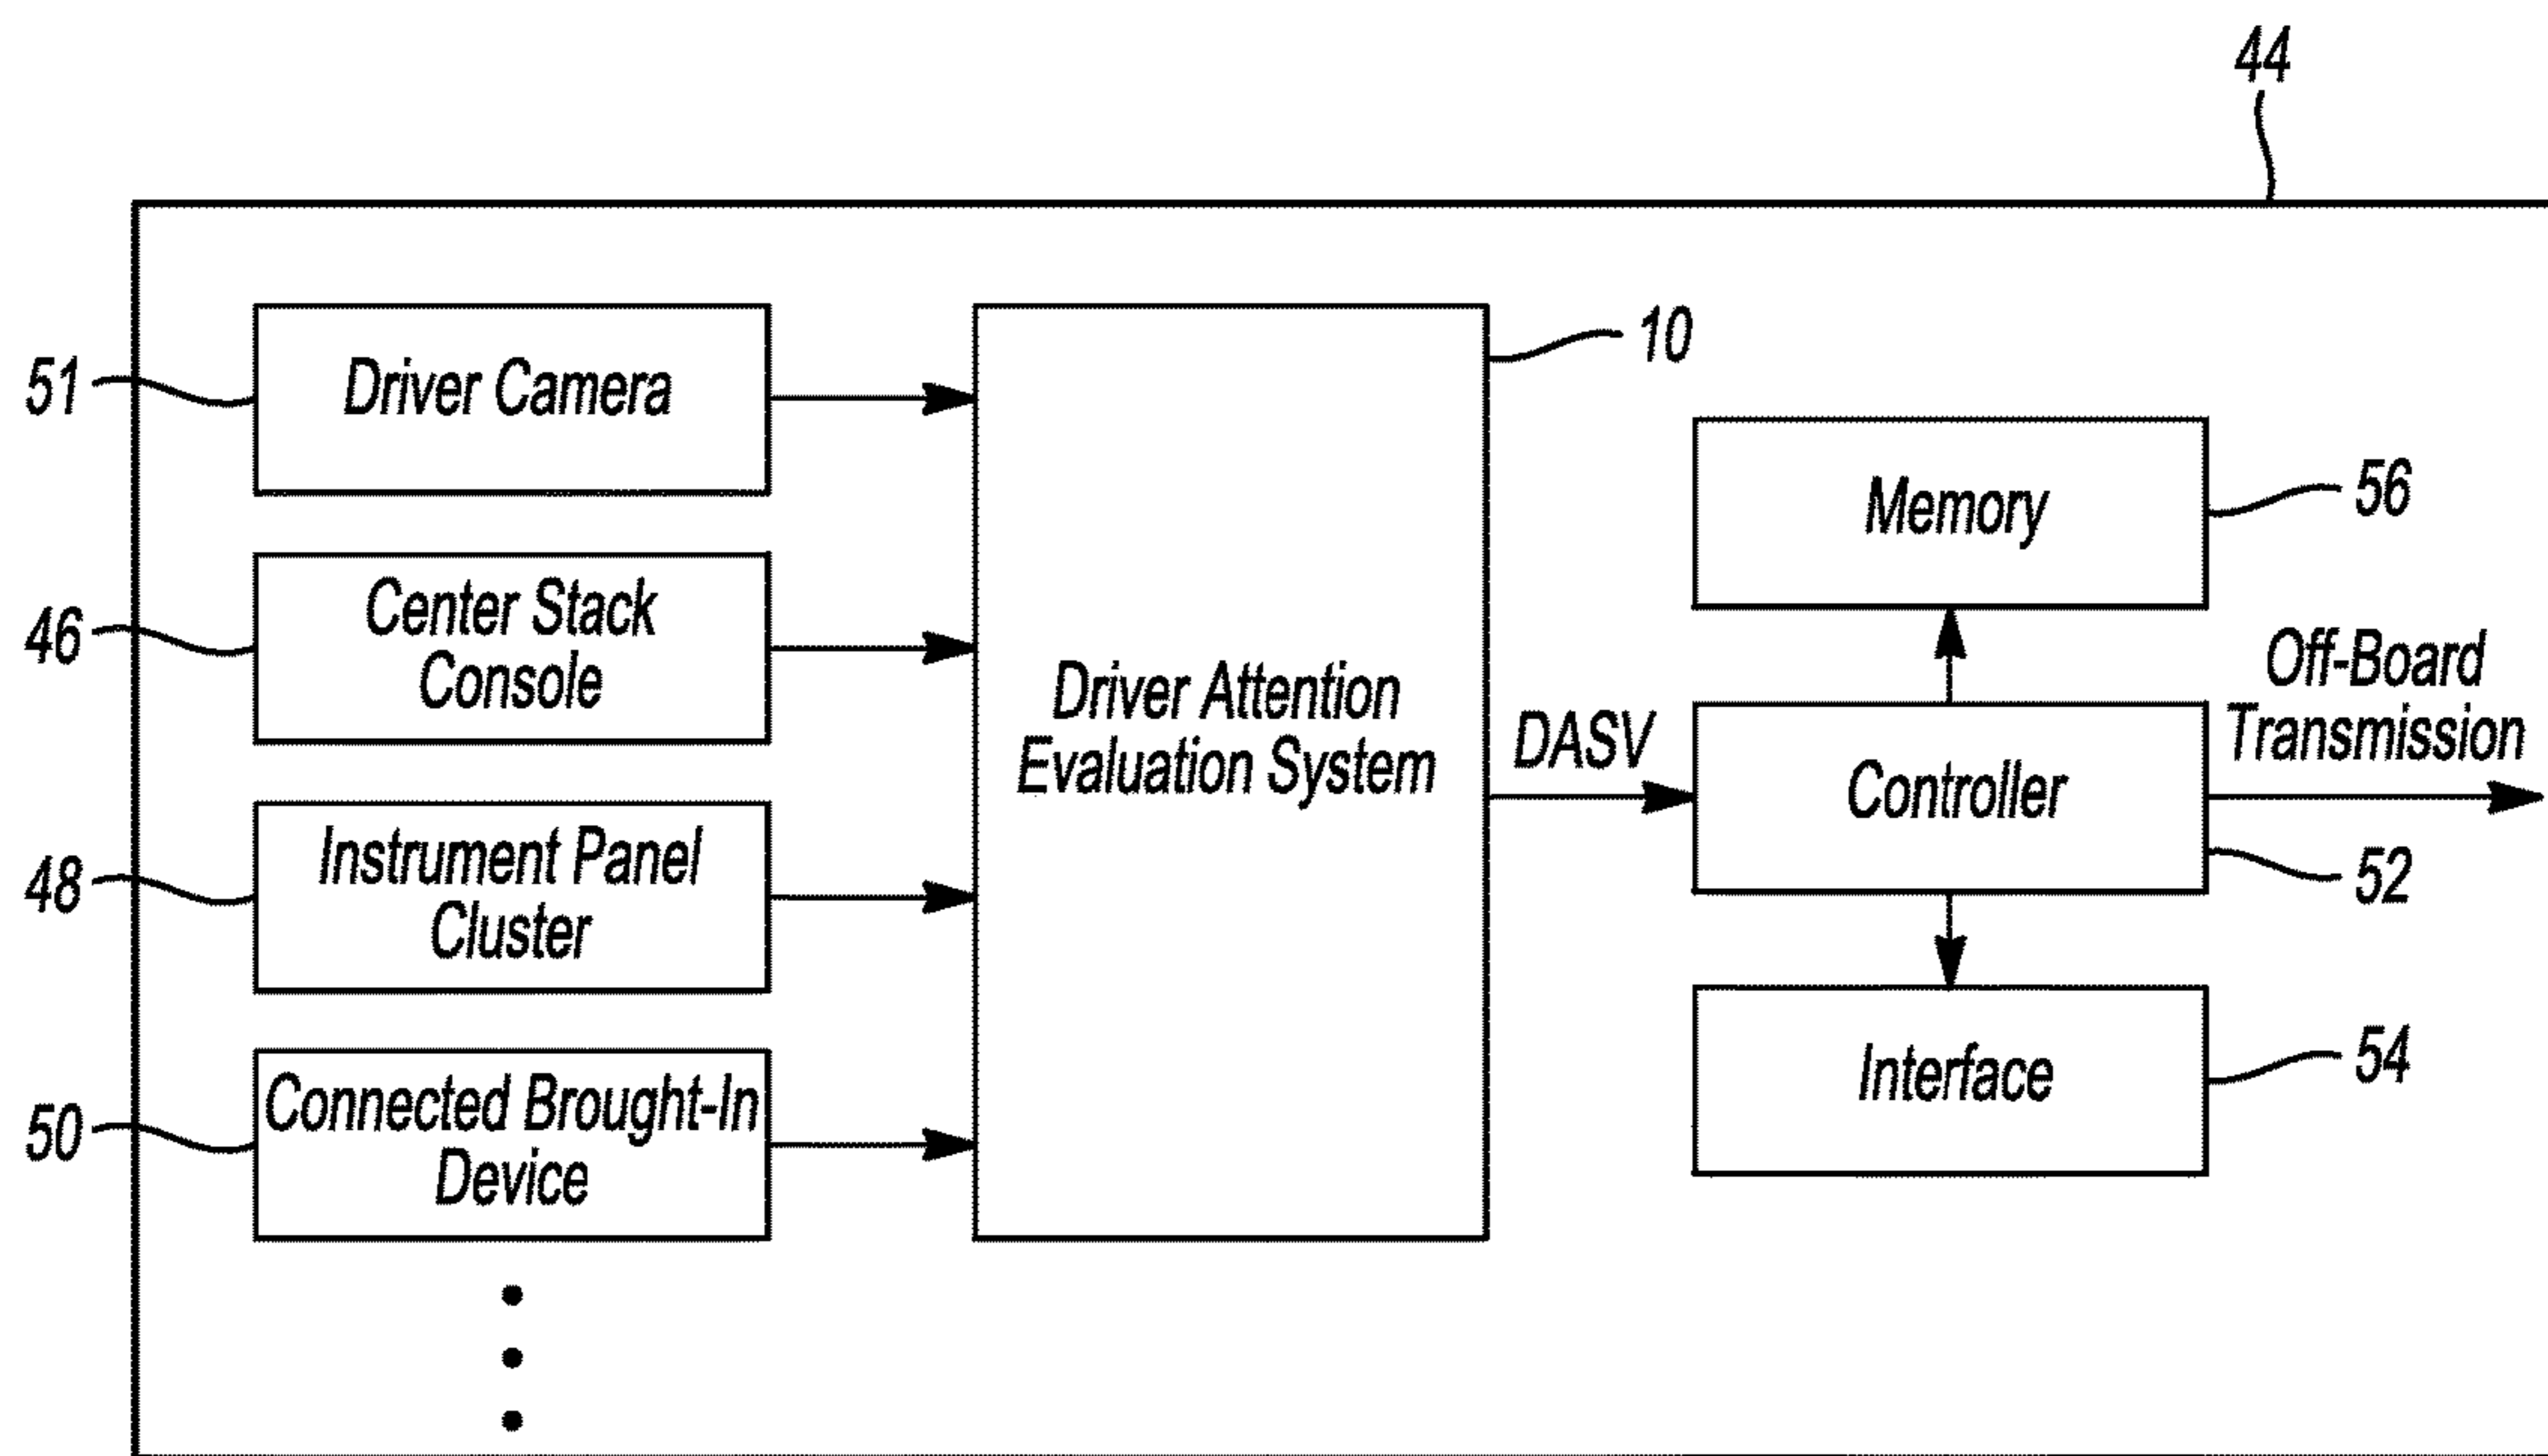 44
51
Driver Camera
10
46
Center Stack
Console
48
Instrument Panel
Cluster
50
Connected Brought-In
Device
Driver Attention
Evaluation System
DASV
Memory
56
Controller
52
Off-Board
Transmission
Interface
54